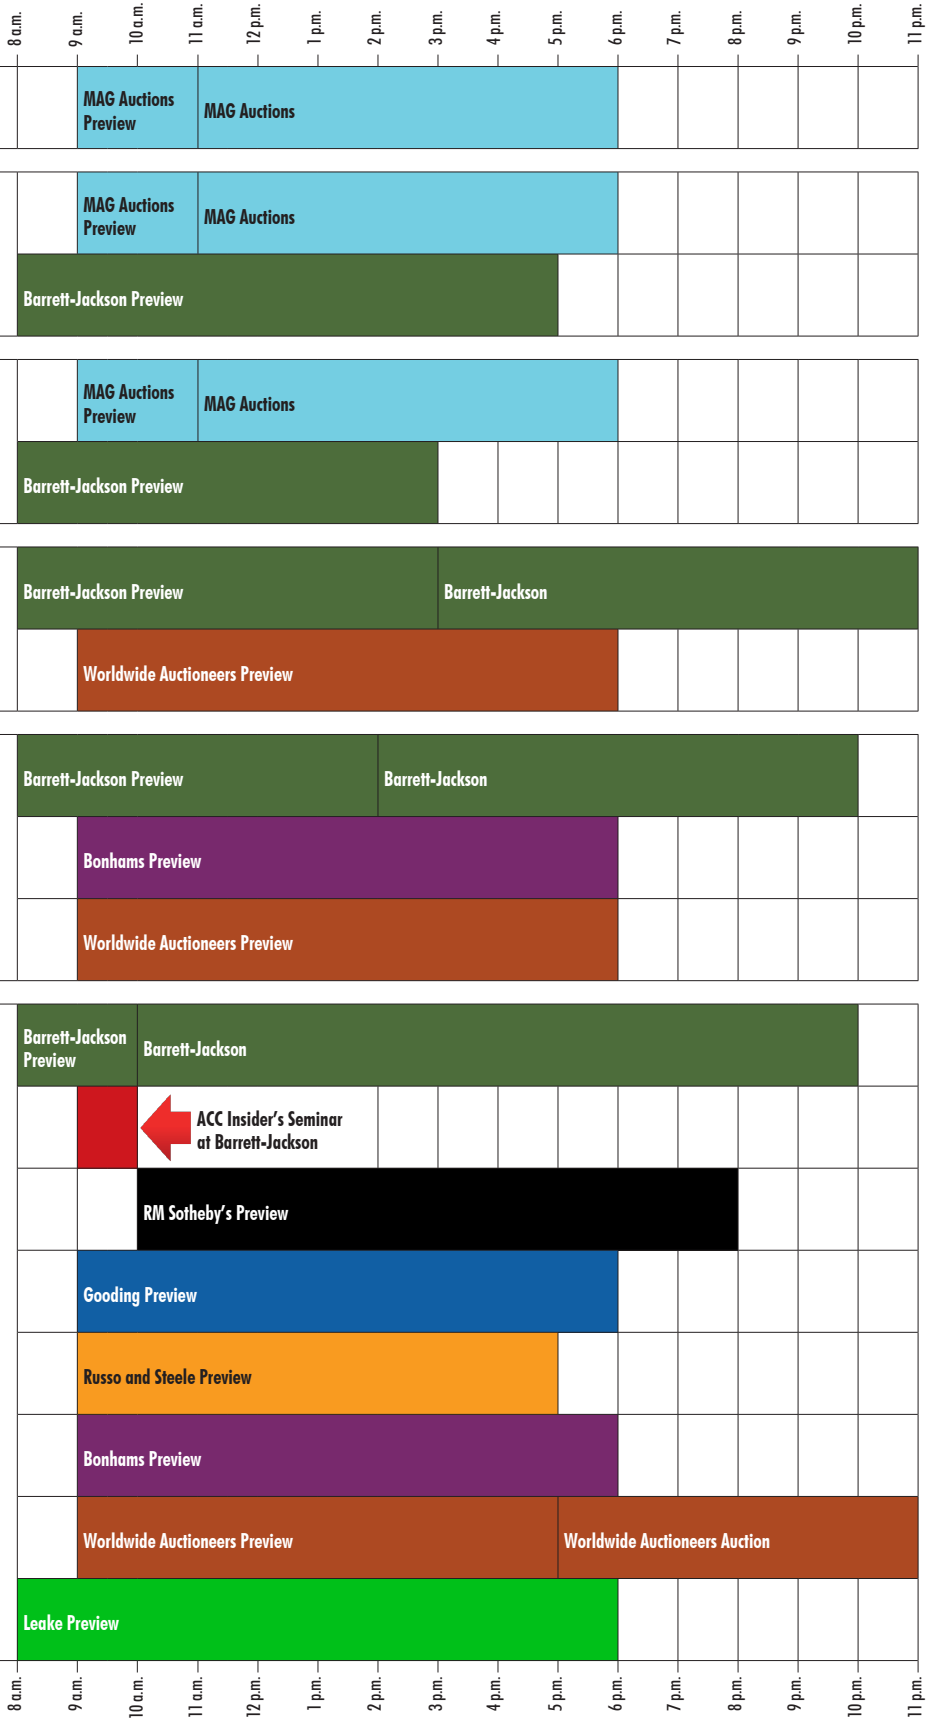 8 a.m.
9 a.m.
10 a.m.
11 a.m.
12 p.m.
1 p.m.
2 p.m.
3 p.m.
4 p.m.
5 p.m.
6 p.m.
7 p.m.
8 p.m.
9 p.m.
10 p.m.
11 p.m.
MAG Auctions
Preview
MAG Auctions
MAG Auctions
Preview
MAG Auctions
Barrett-Jackson Preview
MAG Auctions
Preview
MAG Auctions
Barrett-Jackson Preview
Barrett-Jackson Preview
Barrett-Jackson
Worldwide Auctioneers Preview
Barrett-Jackson Preview
Barrett-Jackson
Bonhams Preview
Worldwide Auctioneers Preview
Barrett-Jackson
Preview
Barrett-Jackson
ACC Insider's Seminar
at Barrett-Jackson
RM Sotheby's Preview
Gooding Preview
Russo and Steele Preview
Bonhams Preview
Worldwide Auctioneers Preview
Worldwide Auctioneers Auction
Leake Preview
8 a.m.
9 a.m.
10 a.m.
11 a.m.
12 p.m.
1 p.m.
2 p.m.
3 p.m.
4 p.m.
5 p.m.
6 p.m.
7 p.m.
8 p.m.
9 p.m.
10 p.m.
11 p.m.